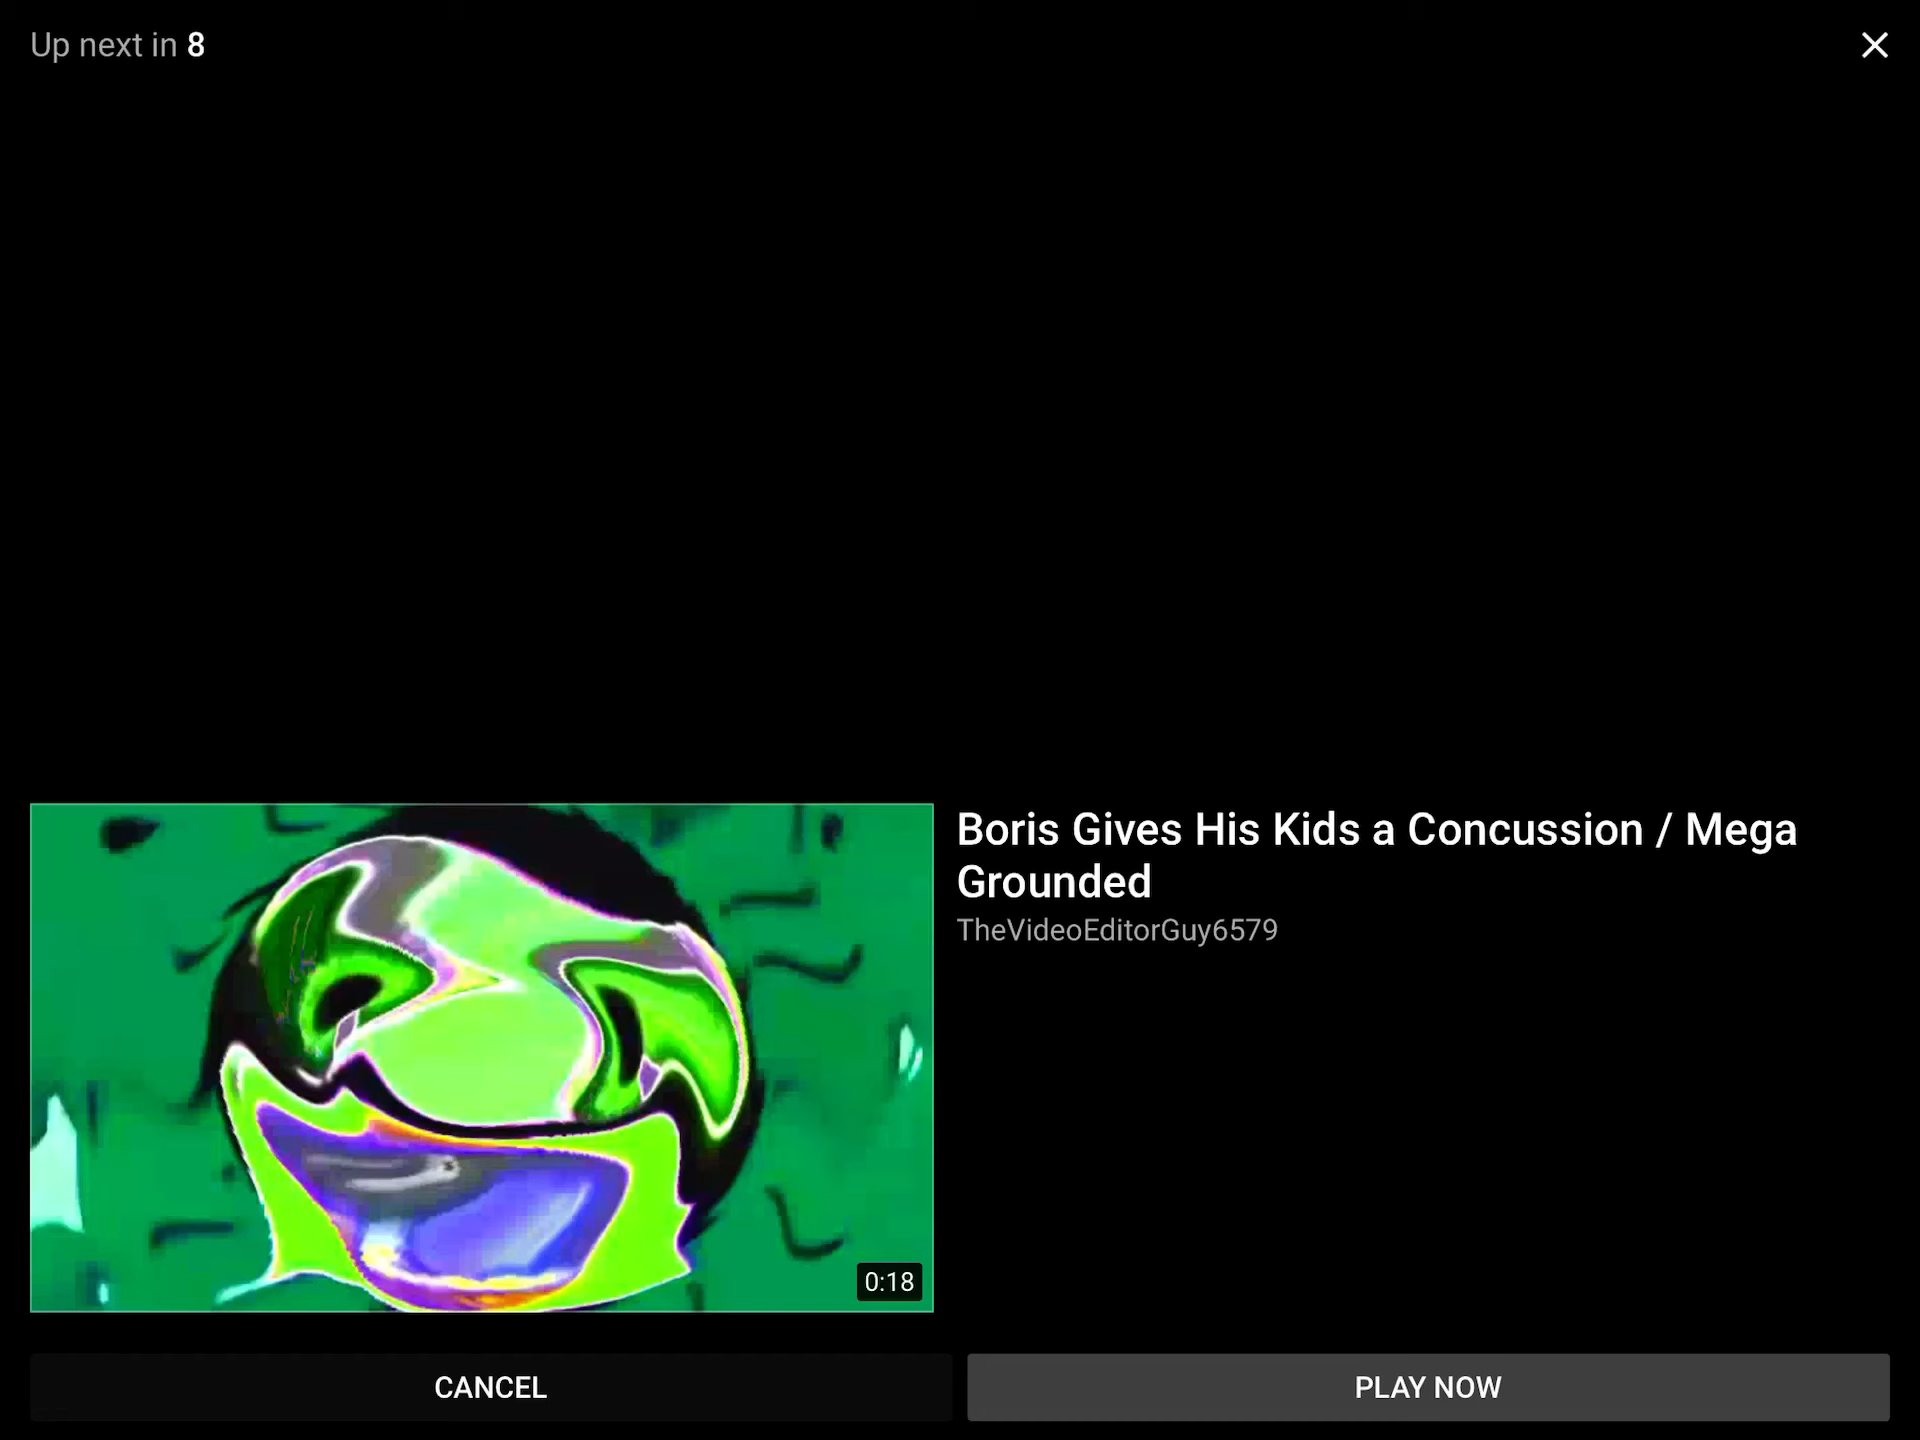 Up next in 8
Boris Gives His Kids a Concussion / Mega
Grounded
TheVideoEditorGuy6579
0:18
CANCEL
PLAY NOW